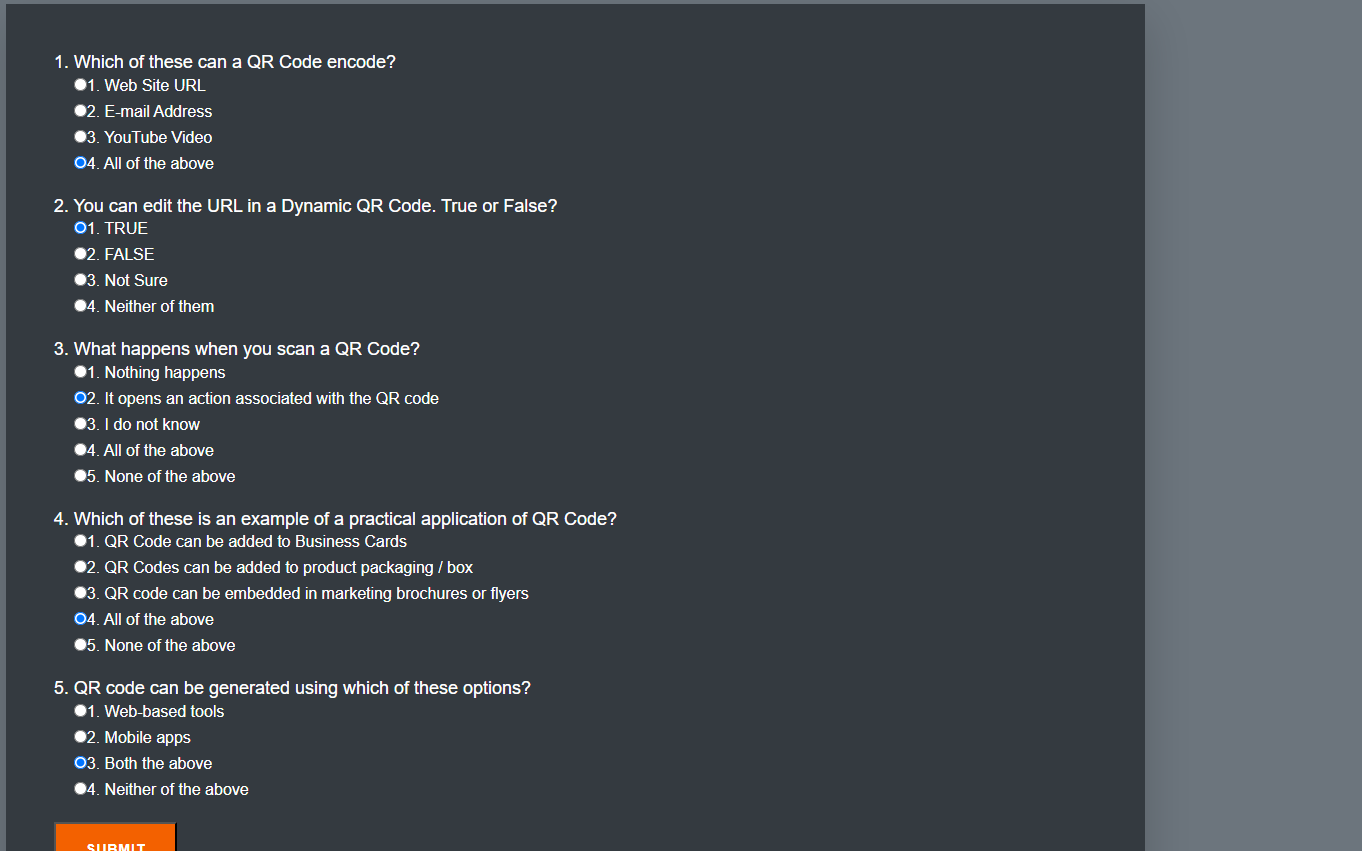 1. Which of these can a QR Code encode?
1. Web Site URL
2. E-mail Address
3. YouTube Video
4. All of the above
2. You can edit the URL in a Dynamic QR Code. True or False?
1. TRUE
2. FALSE
3. Not Sure
4. Neither of them
3. What happens when you scan a QR Code?
1. Nothing happens
2. It opens an action associated with the QR code
3. I do not know
4. All of the above
5. None of the above
4. Which of these is an example of a practical application of QR Code?
1. QR Code can be added to Business Cards
2. QR Codes can be added to product packaging / box
3. QR code can be embedded in marketing brochures or flyers
4. All of the above
5. None of the above
5. QR code can be generated using which of these options?
1. Web-based tools
2. Mobile apps
3. Both the above
4. Neither of the above
SUBMIT